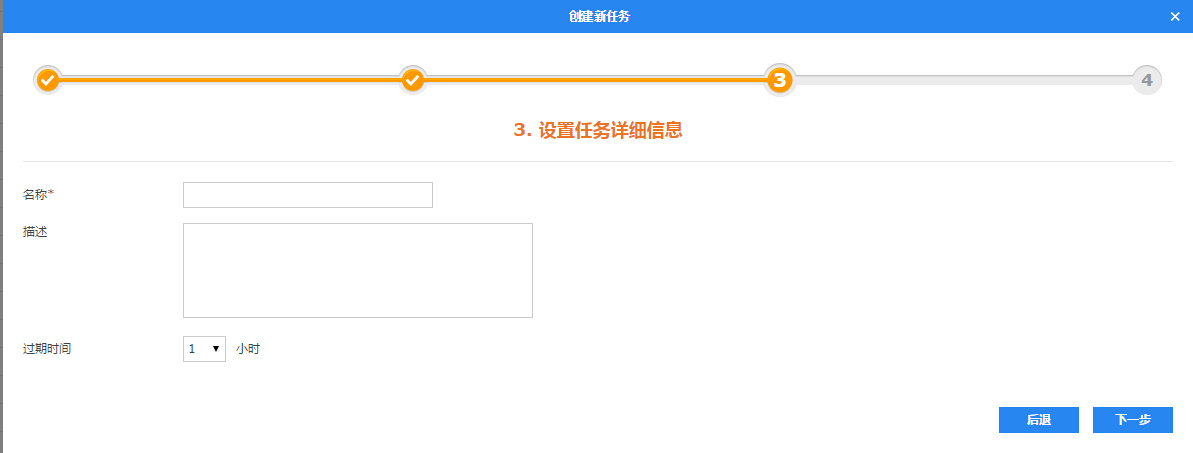 创建新任务 ×
3 4
3. 设置任务详细信息
名称*
描述
过期时间 1 小时
后退 下一步